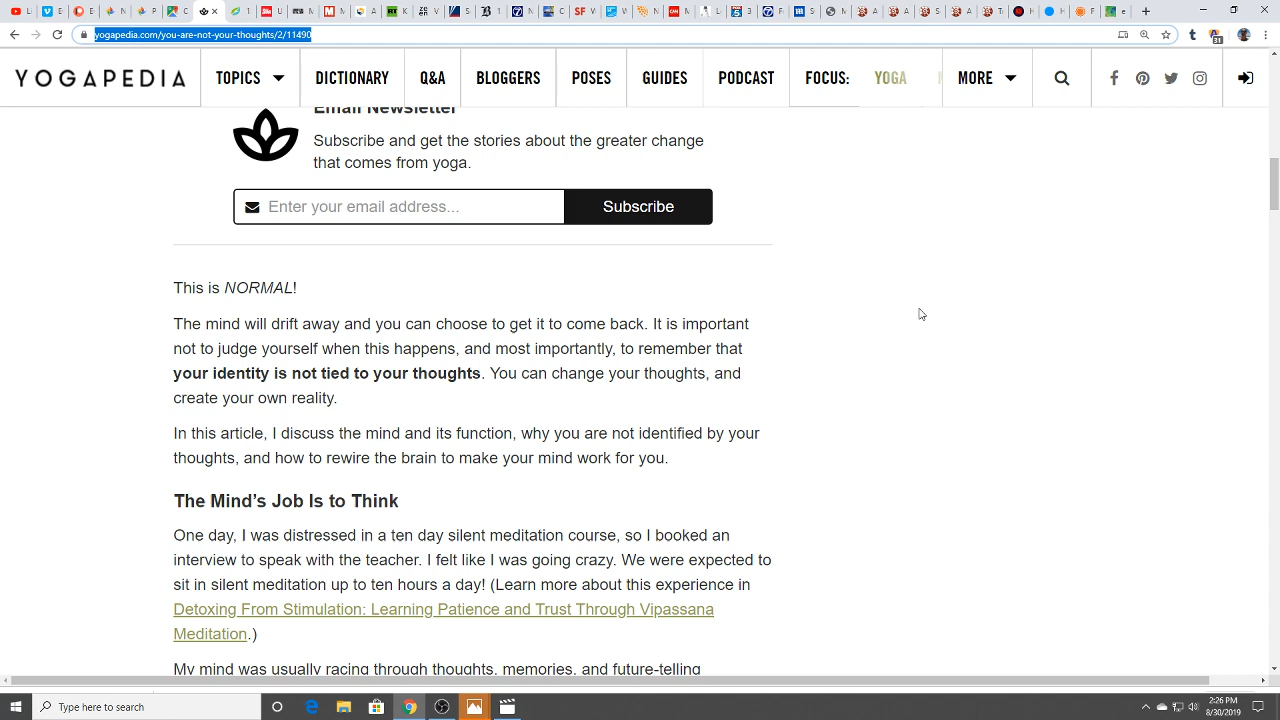 yogapedia.com/you-are-not-your-thoughts/2/11490
31
YOGAPEDIA
TOPICS
DICTIONARY
Q&A
BLOGGERS
POSES
GUIDES
PODCAST
FOCUS:
YOGA
MORE
Email Newsletter
Subscribe and get the stories about the greater change
that comes from yoga.
Enter your email address...
Subscribe
This is NORMAL!
The mind will drift away and you can choose to get it to come back. It is important
not to judge yourself when this happens, and most importantly, to remember that
your identity is not tied to your thoughts. You can change your thoughts, and
create your own reality.
In this article, I discuss the mind and its function, why you are not identified by your
thoughts, and how to rewire the brain to make your mind work for you.
The Mind’s Job Is to Think
One day, I was distressed in a ten day silent meditation course, so I booked an
interview to speak with the teacher. I felt like I was going crazy. We were expected to
sit in silent meditation up to ten hours a day! (Learn more about this experience in
Detoxing From Stimulation: Learning Patience and Trust Through Vipassana
Meditation.)
My mind was usually racing through thoughts, memories, and future-telling
Type here to search
2:26 PM
8/30/2019